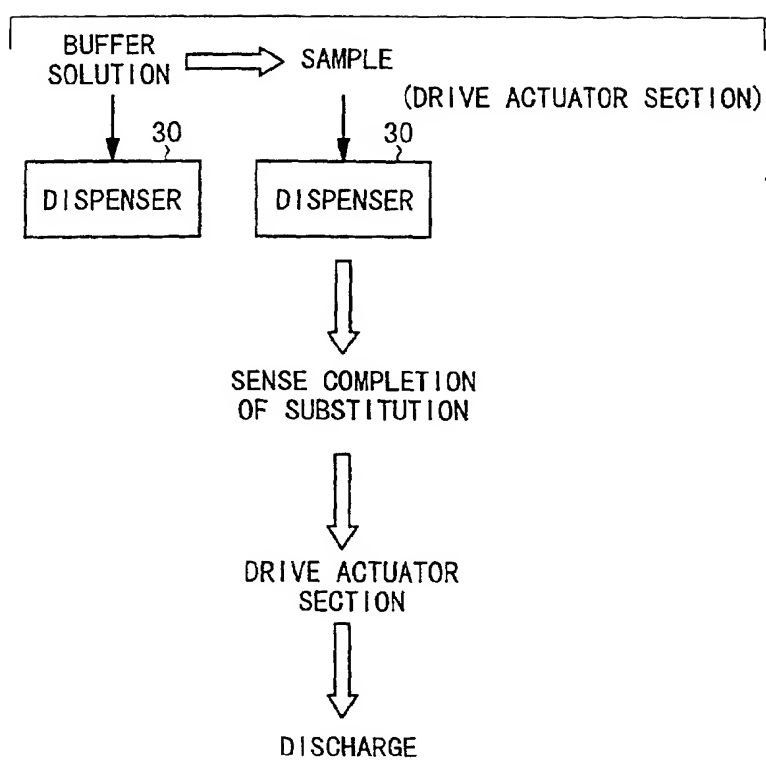 BUFFER
SOLUTION
SAMPLE
(DRIVE ACTUATOR SECTION)
30
30
DISPENSER
DISPENSER
SENSE COMPLETION
OF SUBSTITUTION
DRIVE ACTUATOR
SECTION
DISCHARGE